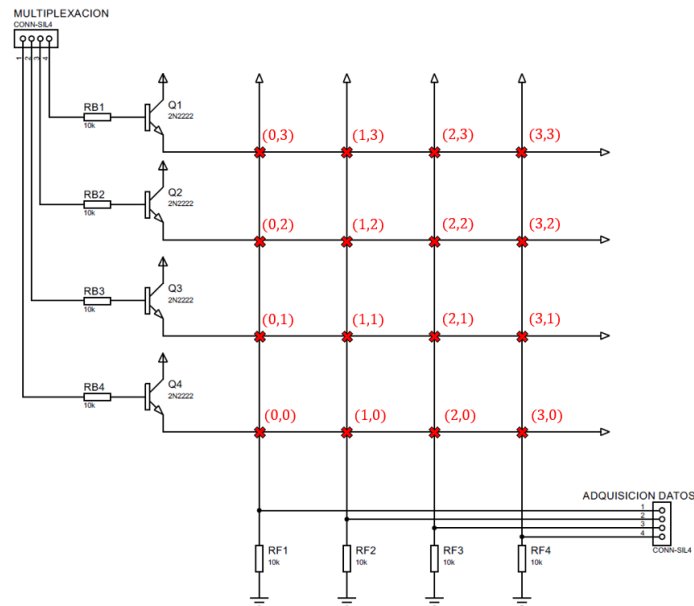 MULTIPLEXACION
CONN-SIL4
1 2 3 4
RB1
10k
Q1
2N2222
(0,3) (1,3) (2,3) (3,3)
RB2
10k
Q2
2N2222
(0,2) (1,2) (2,2) (3,2)
RB3
10k
Q3
2N2222
(0,1) (1,1) (2,1) (3,1)
RB4
10k
Q4
2N2222
(0,0) (1,0) (2,0) (3,0)
ADQUISICION DATOS
1
2
3
4
CONN-SIL4
RF1 RF2 RF3 RF4
10k 10k 10k 10k